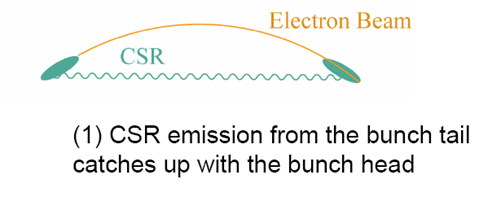 Electron Beam
CSR
(1) CSR emission from the bunch tail
catches up with the bunch head